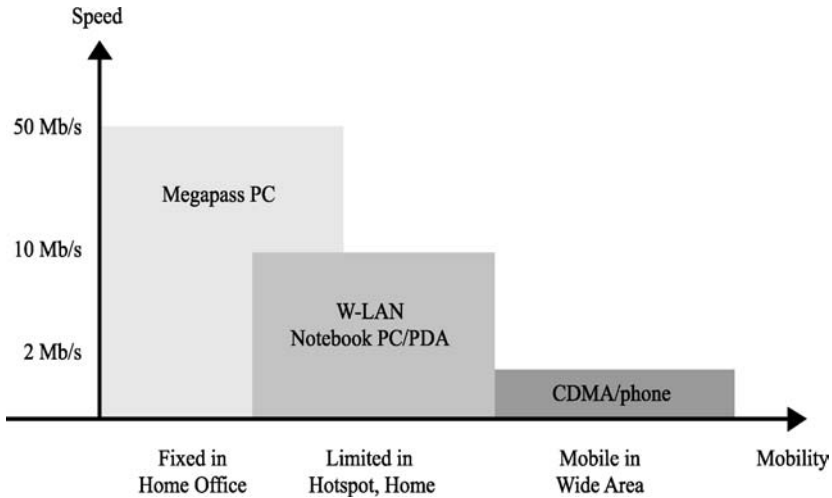 Speed
50 Mb/s
Megapass PC
10 Mb/s
W-LAN
Notebook PC/PDA
2 Mb/s
CDMA/phone
Fixed in
Home Office
Limited in
Hotspot, Home
Mobile in
Wide Area
Mobility